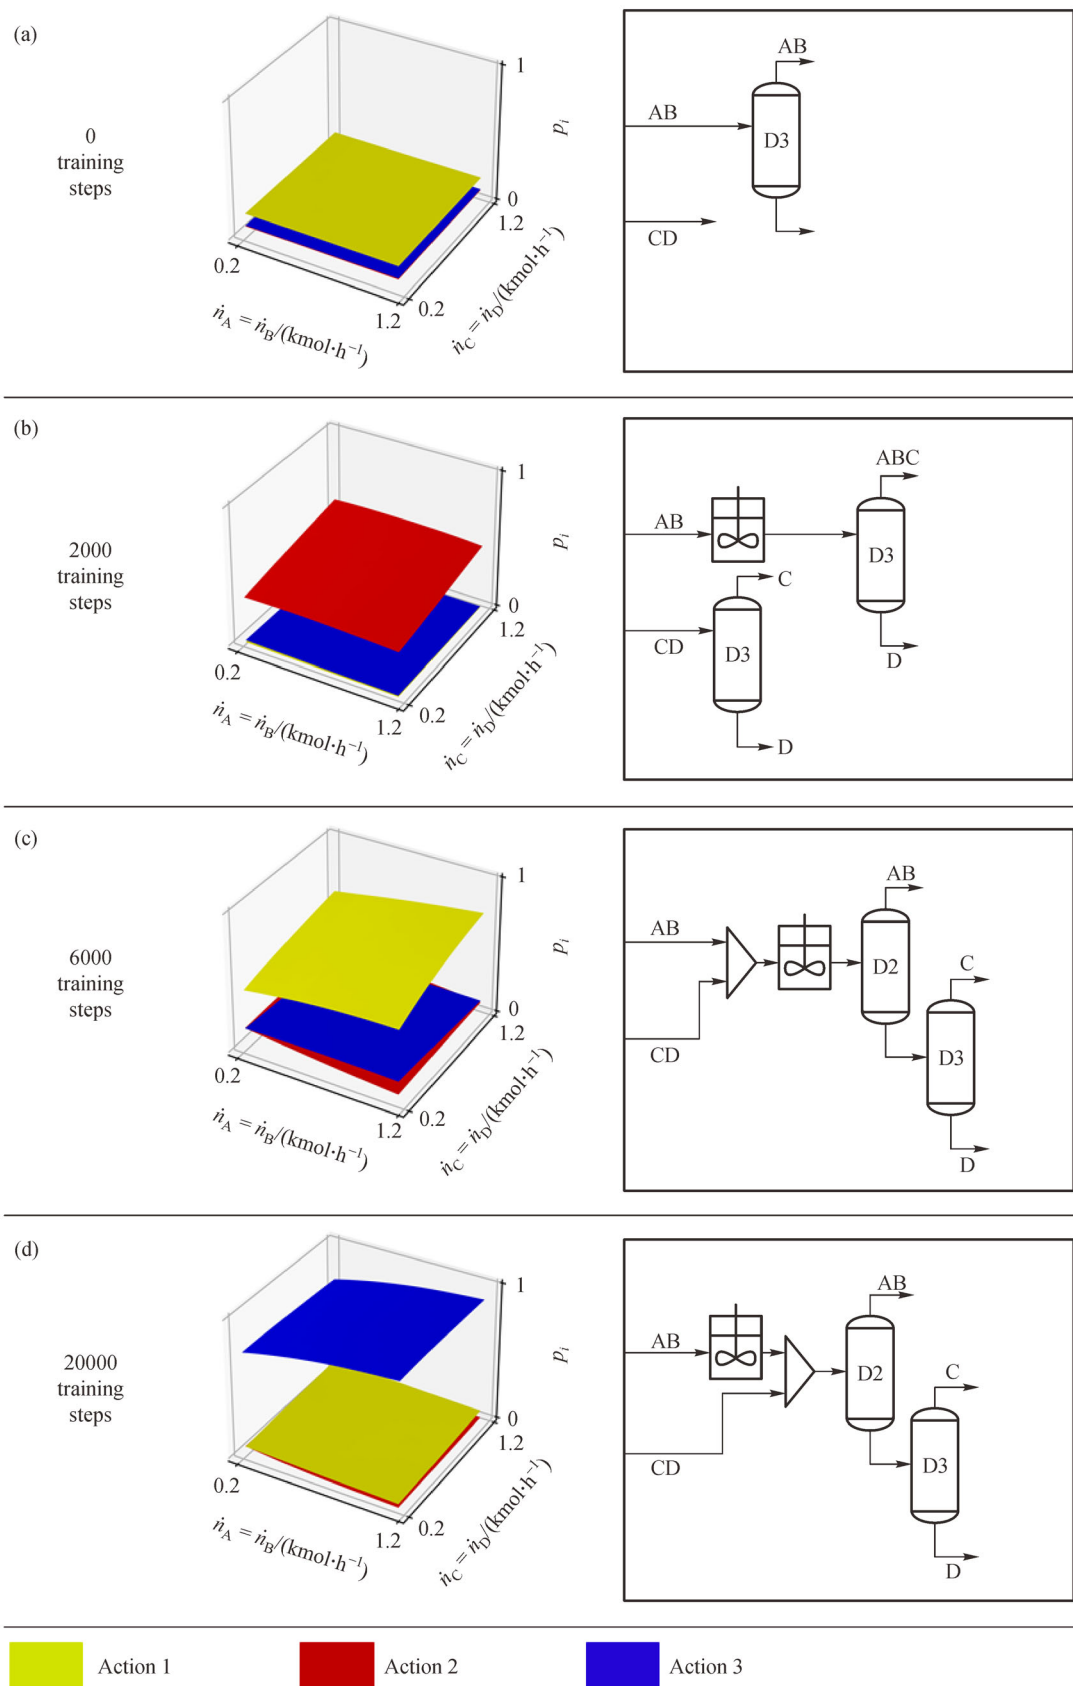 (a)
0
training
steps
1
p_i
0
1.2
0.2
0.2
1.2
ṅ_A = ṅ_B/(kmol·h⁻¹)
ṅ_C = ṅ_D/(kmol·h⁻¹)
AB
AB
D3
CD
(b)
2000
training
steps
1
p_i
0
1.2
0.2
0.2
1.2
ṅ_A = ṅ_B/(kmol·h⁻¹)
ṅ_C = ṅ_D/(kmol·h⁻¹)
ABC
AB
D3
C
CD
D3
D
D
(c)
6000
training
steps
1
p_i
0
1.2
0.2
0.2
1.2
ṅ_A = ṅ_B/(kmol·h⁻¹)
ṅ_C = ṅ_D/(kmol·h⁻¹)
AB
AB
D2
C
CD
D3
D
(d)
20000
training
steps
1
p_i
0
1.2
0.2
0.2
1.2
ṅ_A = ṅ_B/(kmol·h⁻¹)
ṅ_C = ṅ_D/(kmol·h⁻¹)
AB
AB
D2
C
CD
D3
D
Action 1
Action 2
Action 3